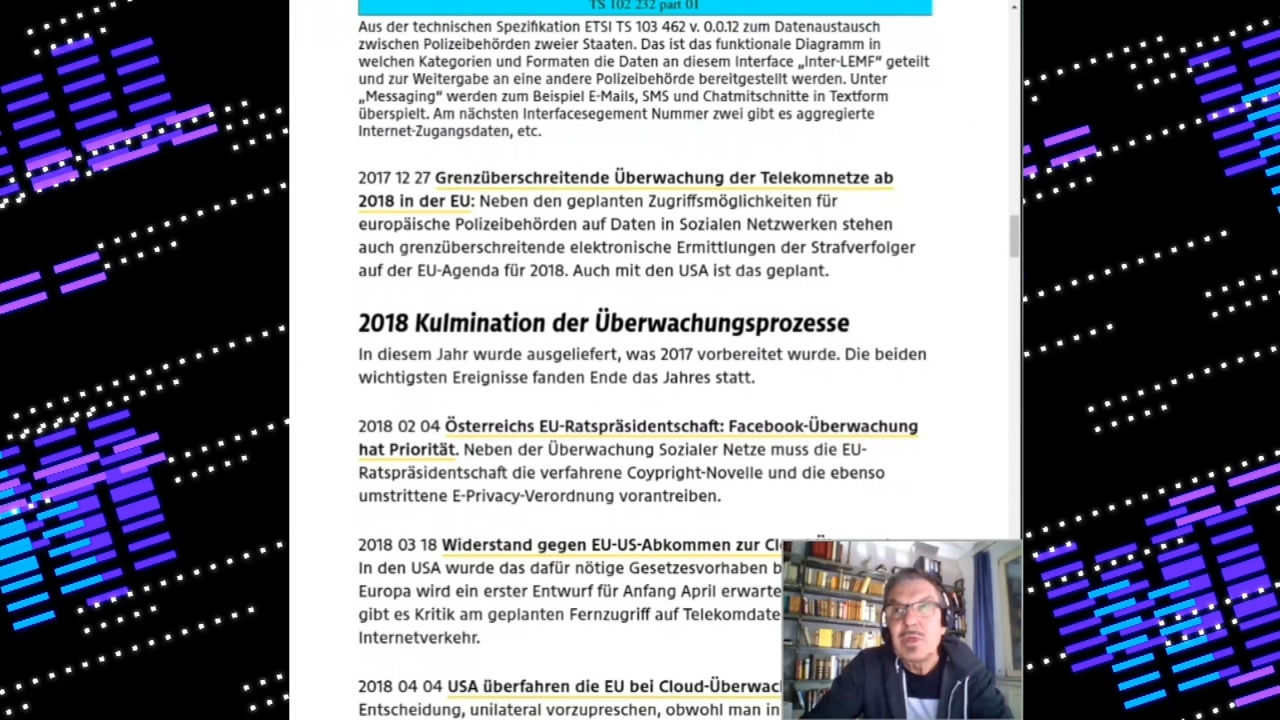 TS 102 232 part 01
Aus der technischen Spezifikation ETSI TS 103 462 v. 0.0.12 zum Datenaustausch
zwischen Polizeibehörden zweier Staaten. Das ist das funktionale Diagramm in
welchen Kategorien und Formaten die Daten an diesem Interface „Inter-LEMF“ geteilt
und zur Weitergabe an eine andere Polizeibehörde bereitgestellt werden. Unter
„Messaging“ werden zum Beispiel E-Mails, SMS und Chatmitschnitte in Textform
überspielt. Am nächsten Interfacesegement Nummer zwei gibt es aggregierte
Internet-Zugangsdaten, etc.
2017 12 27 Grenzüberschreitende Überwachung der Telekomnetze ab
2018 in der EU: Neben den geplanten Zugriffsmöglichkeiten für
europäische Polizeibehörden auf Daten in Sozialen Netzwerken stehen
auch grenzüberschreitende elektronische Ermittlungen der Strafverfolger
auf der EU-Agenda für 2018. Auch mit den USA ist das geplant.
2018 Kulmination der Überwachungsprozesse
In diesem Jahr wurde ausgeliefert, was 2017 vorbereitet wurde. Die beiden
wichtigsten Ereignisse fanden Ende das Jahres statt.
2018 02 04 Österreichs EU-Ratspräsidentschaft: Facebook-Überwachung
hat Priorität. Neben der Überwachung Sozialer Netze muss die EU-
Ratspräsidentschaft die verfahrene Coypright-Novelle und die ebenso
umstrittene E-Privacy-Verordnung vorantreiben.
2018 03 18 Widerstand gegen EU-US-Abkommen zur
In den USA wurde das dafür nötige Gesetzesvorhaben
Europa wird ein erster Entwurf für Anfang April
gibt es Kritik am geplanten Fernzugriff auf
Internetverkehr.
2018 04 04 USA überfahren die EU bei
Entscheidung, unilateral vorzupreschen, obwohl man in